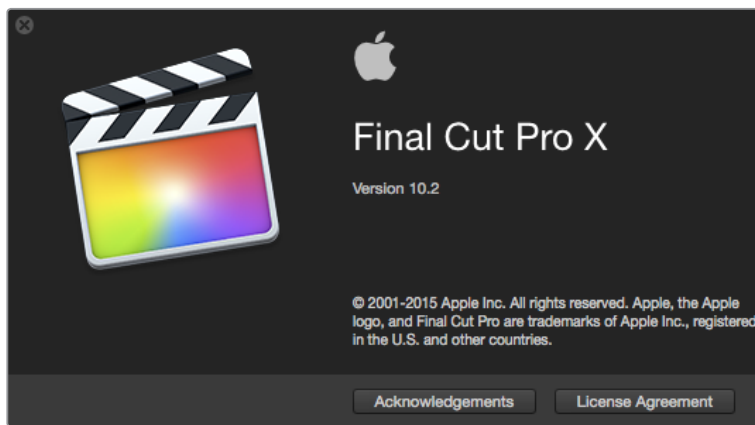 Final Cut Pro X
Version 10.2
© 2001-2015 Apple Inc. All rights reserved. Apple, the Apple
logo, and Final Cut Pro are trademarks of Apple Inc., registered
in the U.S. and other countries.
Acknowledgements
License Agreement